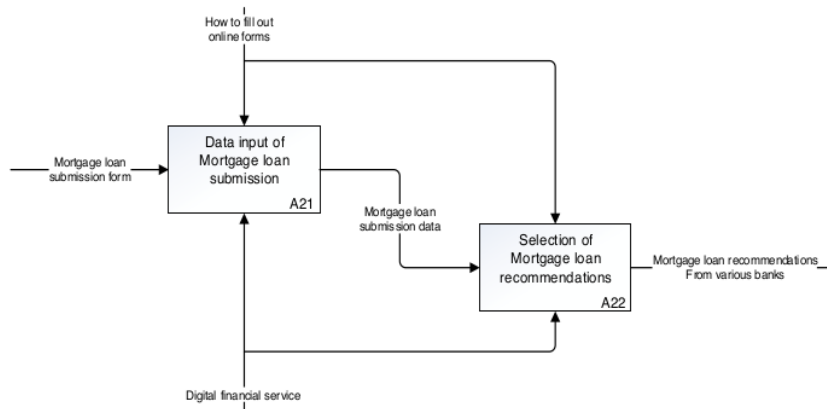 How to fill out
online forms
Data input of
Mortgage loan
submission
A21
Mortgage loan
submission form
Mortgage loan
submission data
Selection of
Mortgage loan
recommendations
A22
Mortgage loan recommendations
From various banks
Digital financial service